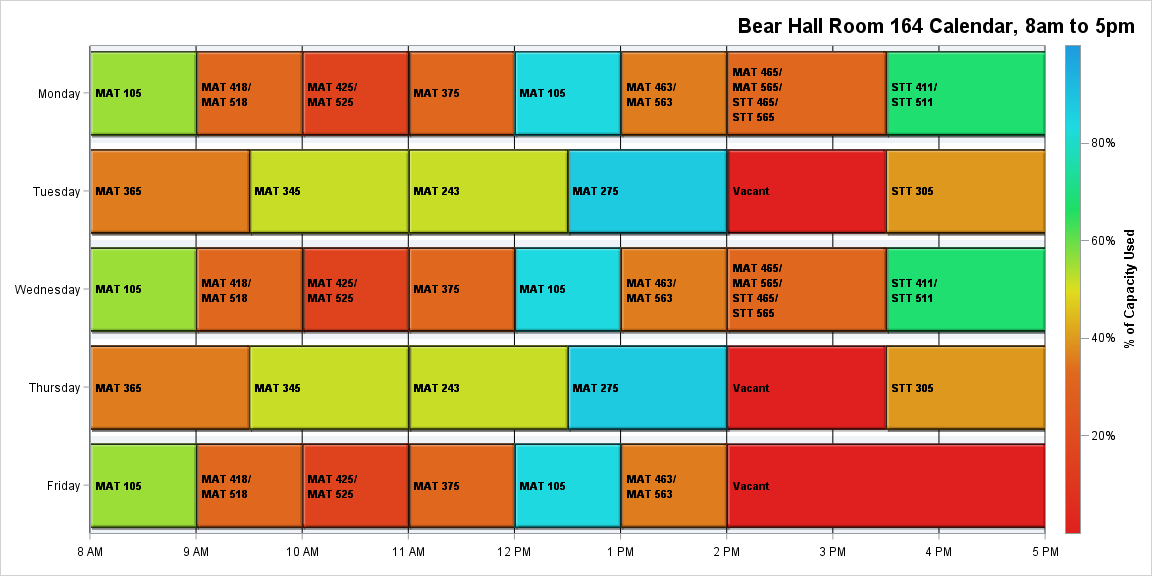 Bear Hall Room 164 Calendar, 8am to 5pm
Monday
MAT 105
MAT 418/
MAT 518
MAT 425/
MAT 525
MAT 375
MAT 105
MAT 463/
MAT 563
MAT 465/
MAT 565/
STT 465/
STT 565
STT 411/
STT 511
Tuesday
MAT 365
MAT 345
MAT 243
MAT 275
Vacant
STT 305
Wednesday
MAT 105
MAT 418/
MAT 518
MAT 425/
MAT 525
MAT 375
MAT 105
MAT 463/
MAT 563
MAT 465/
MAT 565/
STT 465/
STT 565
STT 411/
STT 511
Thursday
MAT 365
MAT 345
MAT 243
MAT 275
Vacant
STT 305
Friday
MAT 105
MAT 418/
MAT 518
MAT 425/
MAT 525
MAT 375
MAT 105
MAT 463/
MAT 563
Vacant
8 AM
9 AM
10 AM
11 AM
12 PM
1 PM
2 PM
3 PM
4 PM
5 PM
80%
60%
40%
20%
% of Capacity Used